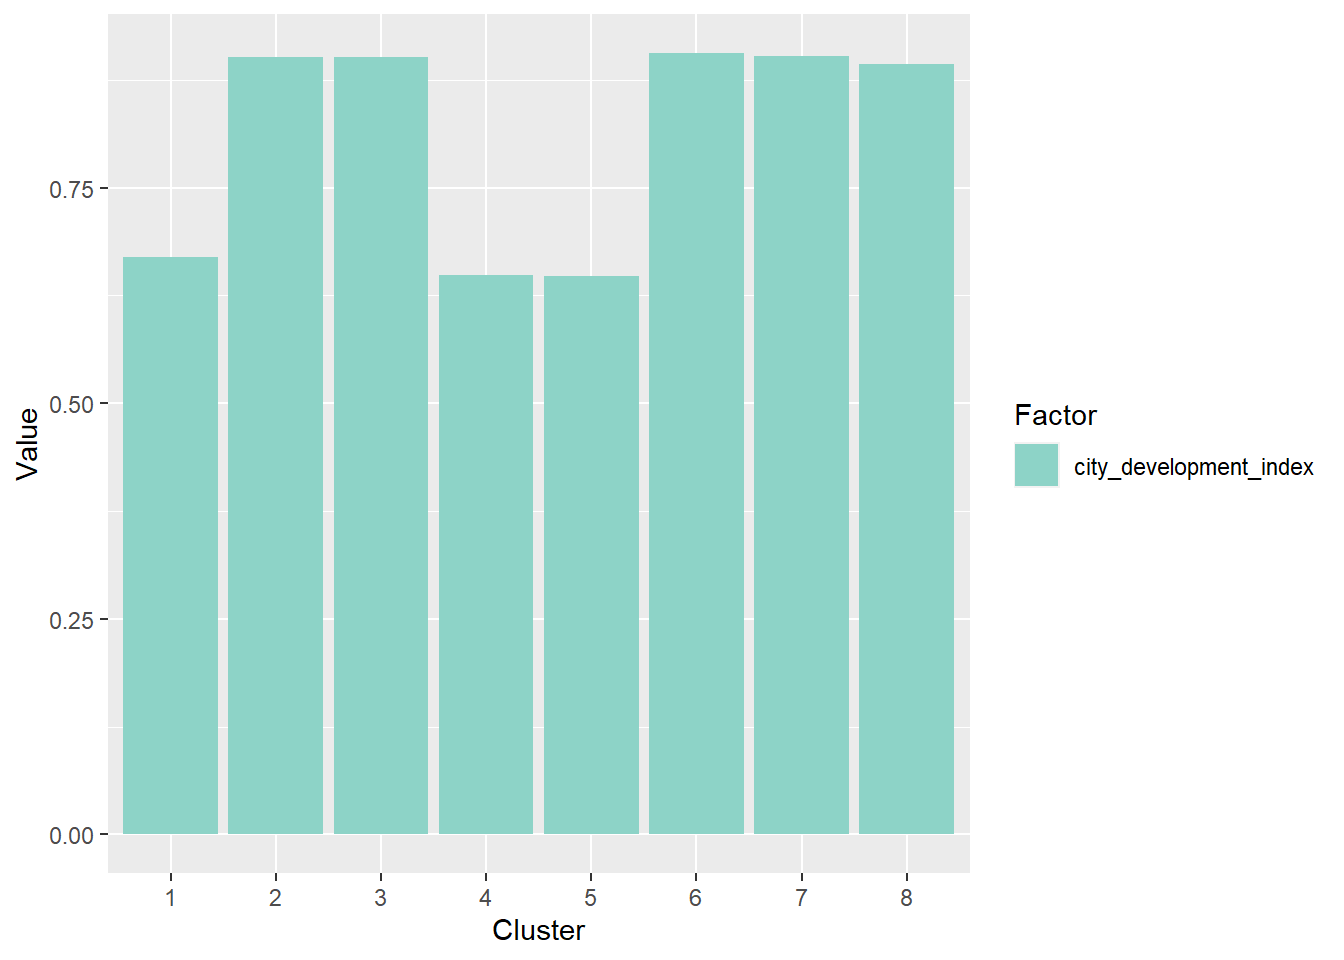 Value
0.75
0.50
0.25
0.00
1 2 3 4 5 6 7 8
Cluster
Factor
city_development_index